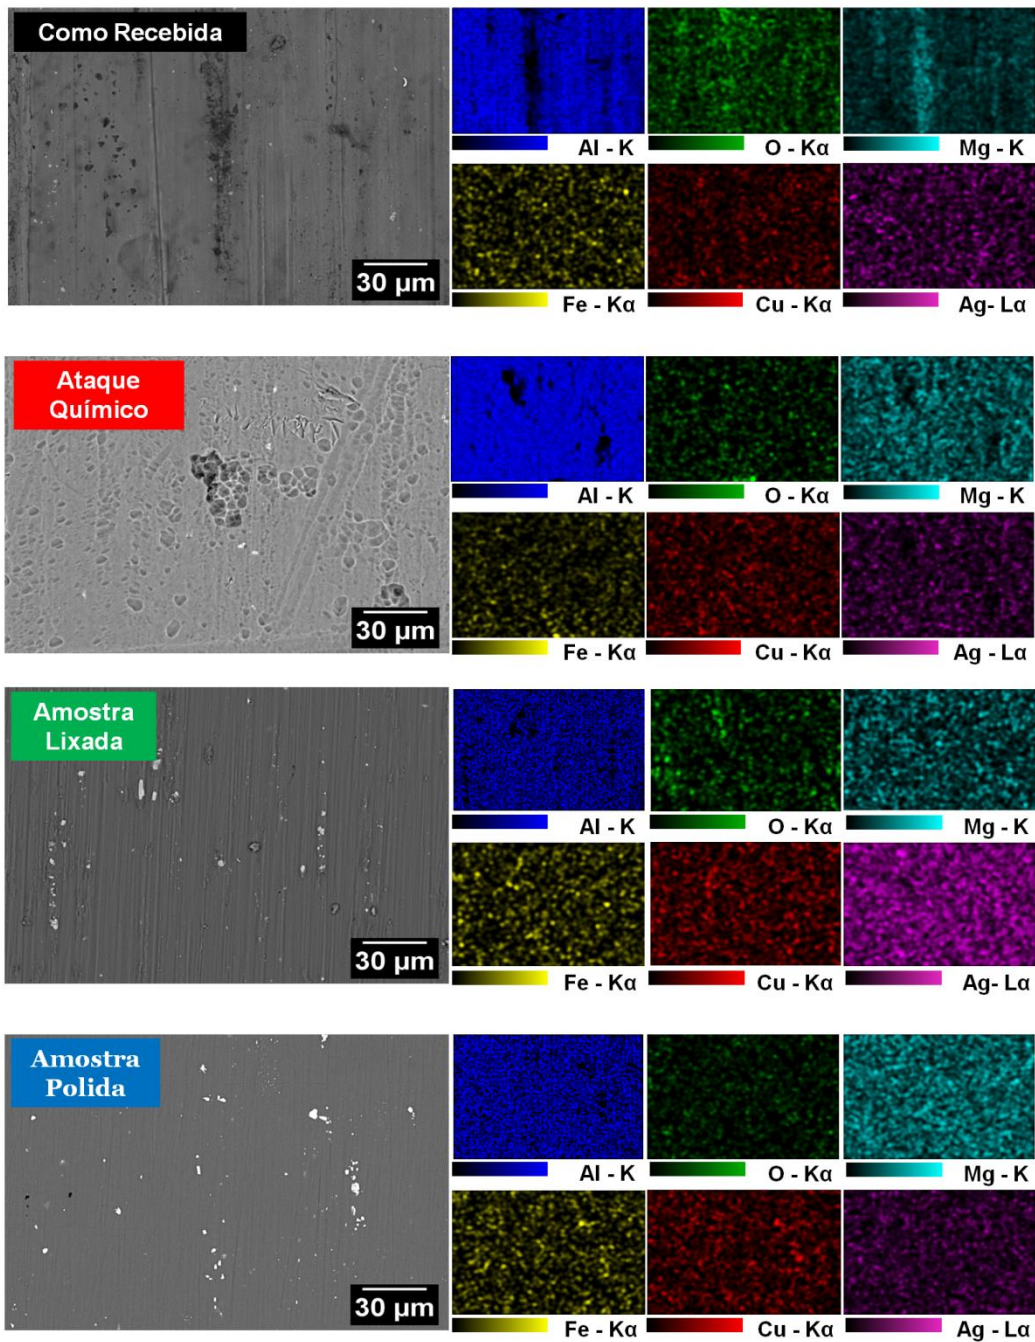 Como Recebida
30 µm
Al - K
O - Kα
Mg - K
Fe - Kα
Cu - Kα
Ag- Lα
Ataque
Químico
30 µm
Al - K
O - Kα
Mg - K
Fe - Kα
Cu - Kα
Ag - Lα
Amostra
Lixada
30 µm
Al - K
O - Kα
Mg - K
Fe - Kα
Cu - Kα
Ag- Lα
Amostra
Polida
30 µm
Al - K
O - Kα
Mg - K
Fe - Kα
Cu - Kα
Ag - Lα